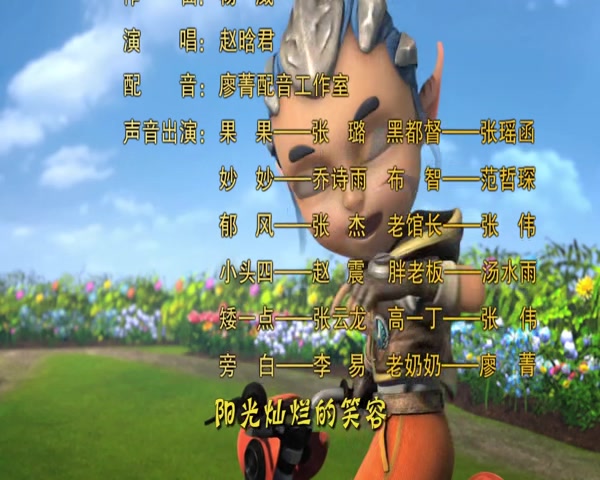 演 唱：赵晗君
配 音：廖菁配音工作室
声音出演：果 果——张 璐 黑都督——张瑶函
妙 妙——乔诗雨 布 智——范哲琛
郁 风——张 杰 老馆长——张 伟
小头四——赵 震 胖老板——汤水雨
矮一点——张云龙 高一丁——张 伟
旁 白——李 易 老奶奶——廖 菁
阳光灿烂的笑容